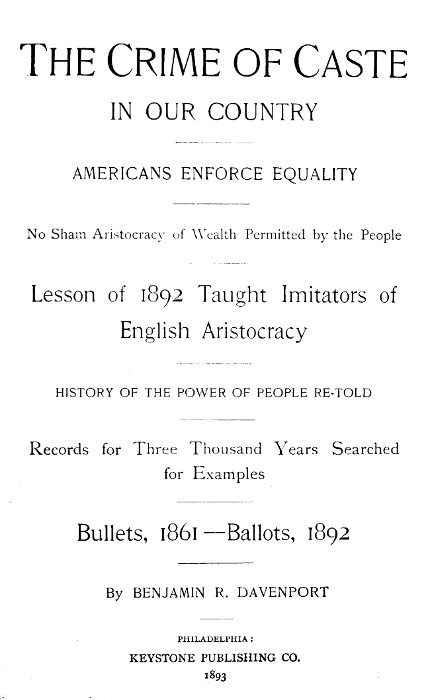 THE CRIME OF CASTE
IN OUR COUNTRY
AMERICANS ENFORCE EQUALITY
No Sham Aristocracy of Wealth Permitted by the People
Lesson of 1892 Taught Imitators of
English Aristocracy
HISTORY OF THE POWER OF PEOPLE RE-TOLD
Records for Three Thousand Years Searched
for Examples
Bullets, 1861—Ballots, 1892
By BENJAMIN R. DAVENPORT
PHILADELPHIA:
KEYSTONE PUBLISHING CO.
1893